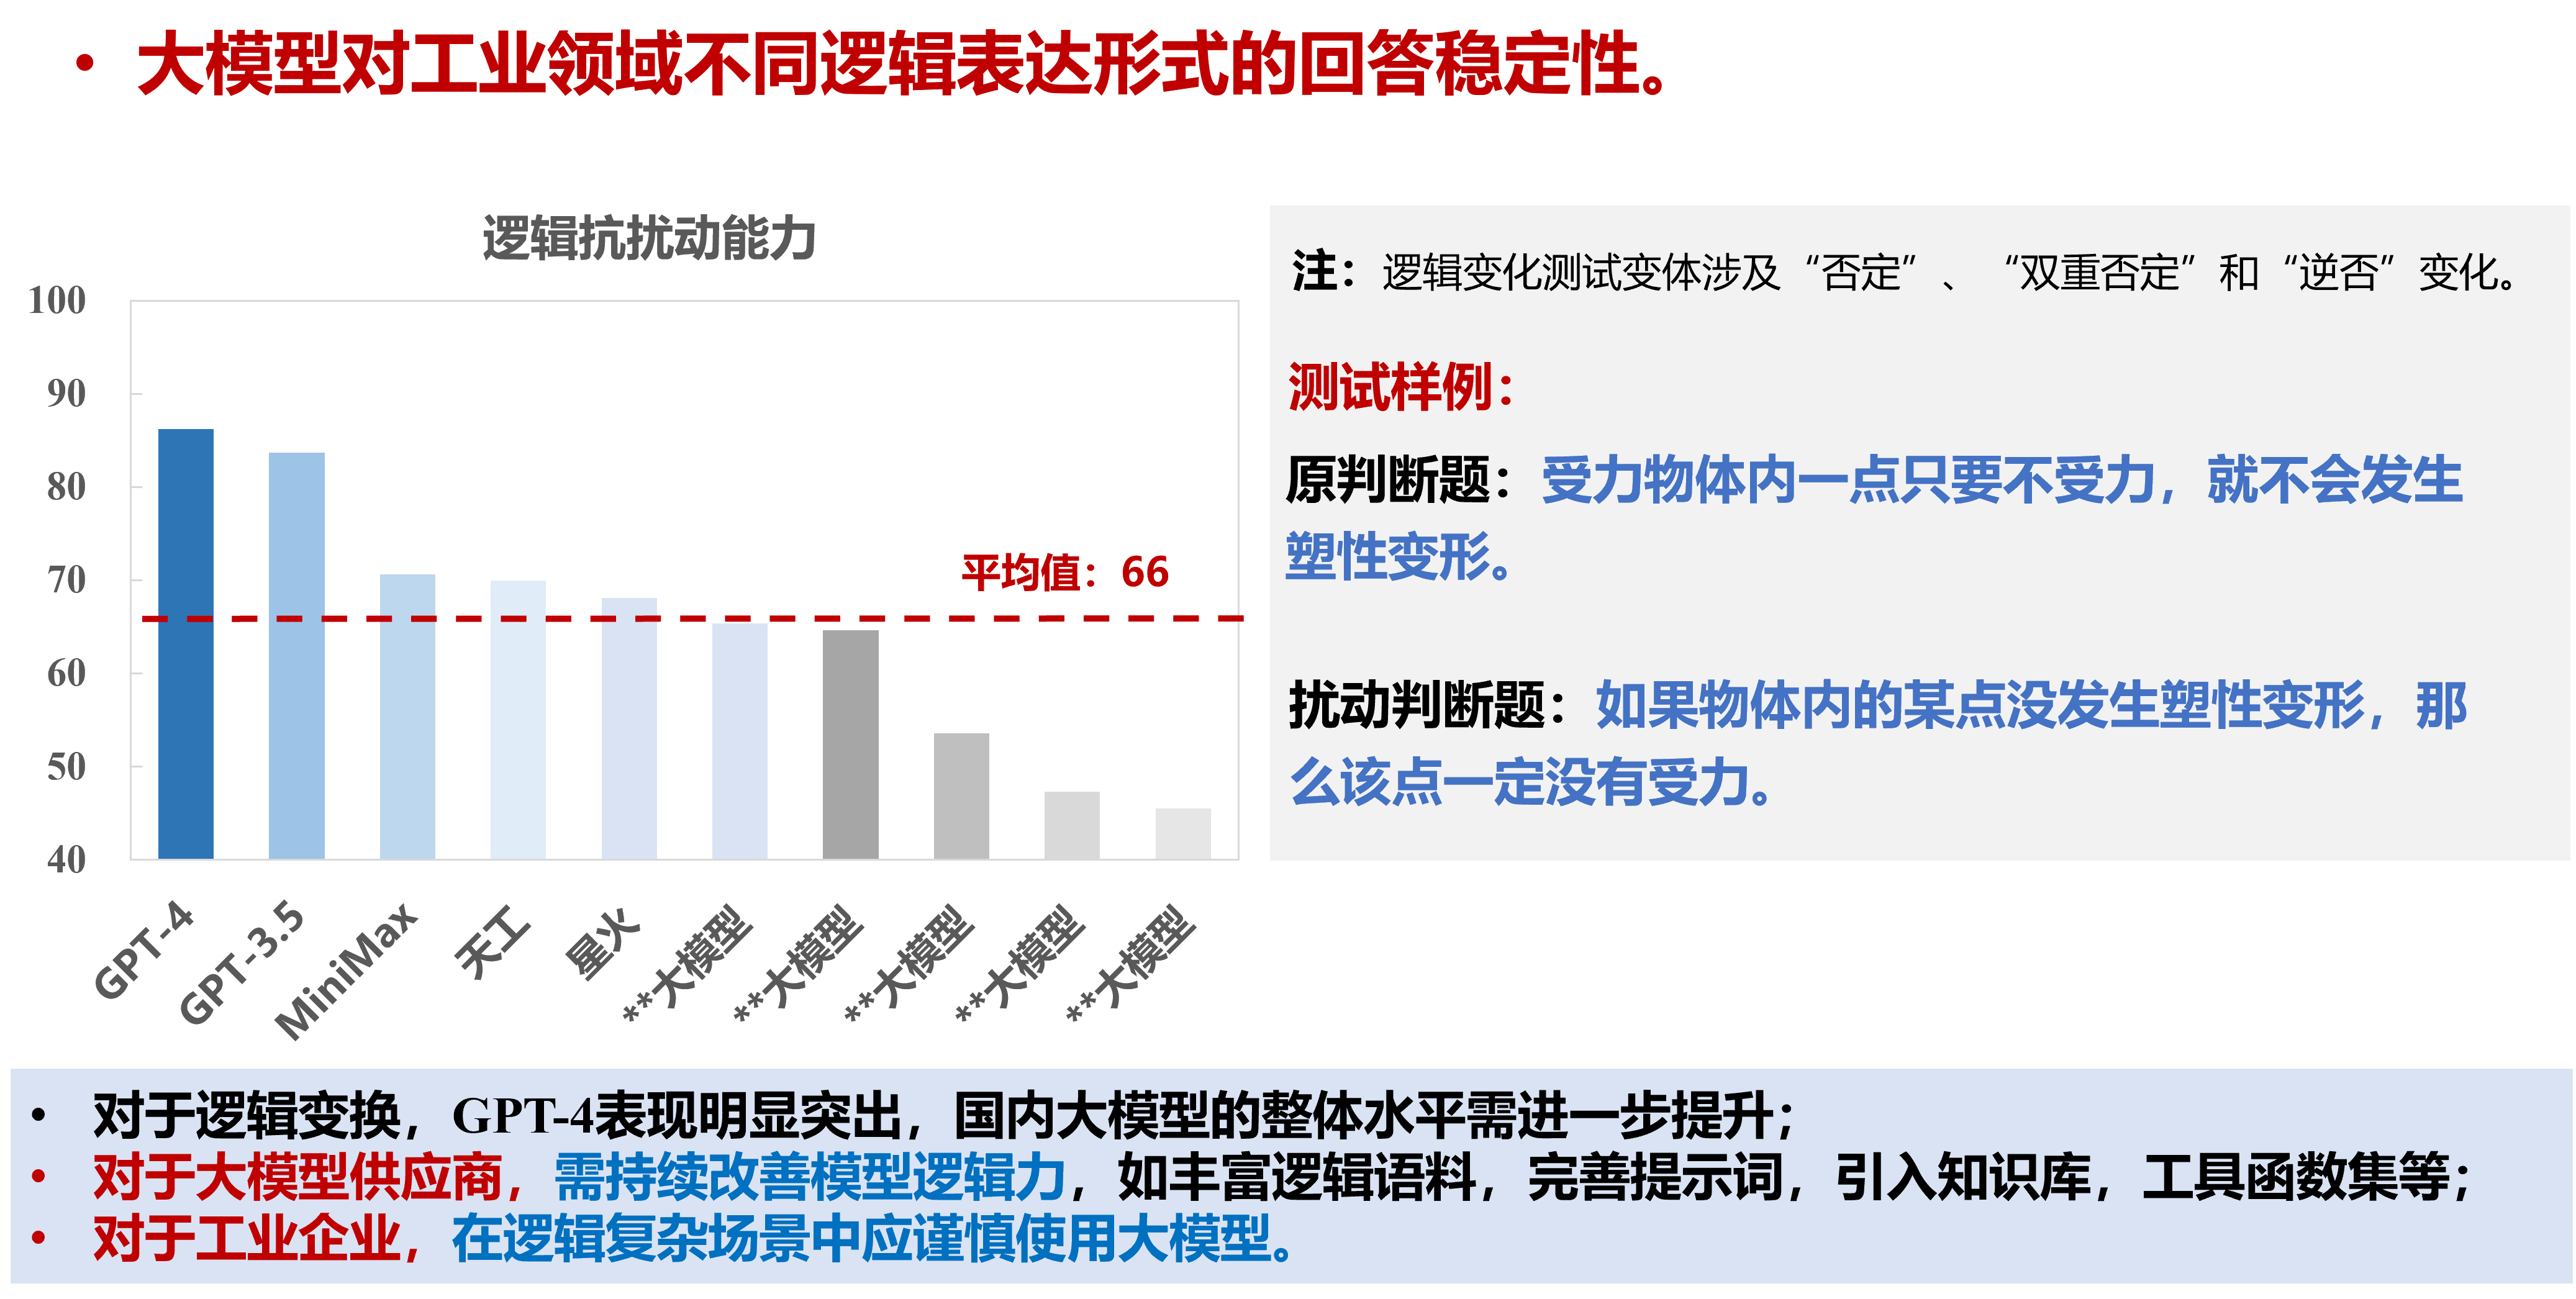 • 大模型对工业领域不同逻辑表达形式的回答稳定性。
逻辑抗扰动能力
100
90
80
70
60
50
40
平均值：66
GPT-4
GPT-3.5
MiniMax
天工
星火
**大模型
**大模型
**大模型
**大模型
**大模型
注：逻辑变化测试变体涉及“否定”、“双重否定”和“逆否”变化。
测试样例：
原判断题：受力物体内一点只要不受力，就不会发生
塑性变形。
扰动判断题：如果物体内的某点没发生塑性变形，那
么该点一定没有受力。
• 对于逻辑变换，GPT-4表现明显突出，国内大模型的整体水平需进一步提升；
• 对于大模型供应商，需持续改善模型逻辑力，如丰富逻辑语料，完善提示词，引入知识库，工具函数集等；
• 对于工业企业，在逻辑复杂场景中应谨慎使用大模型。